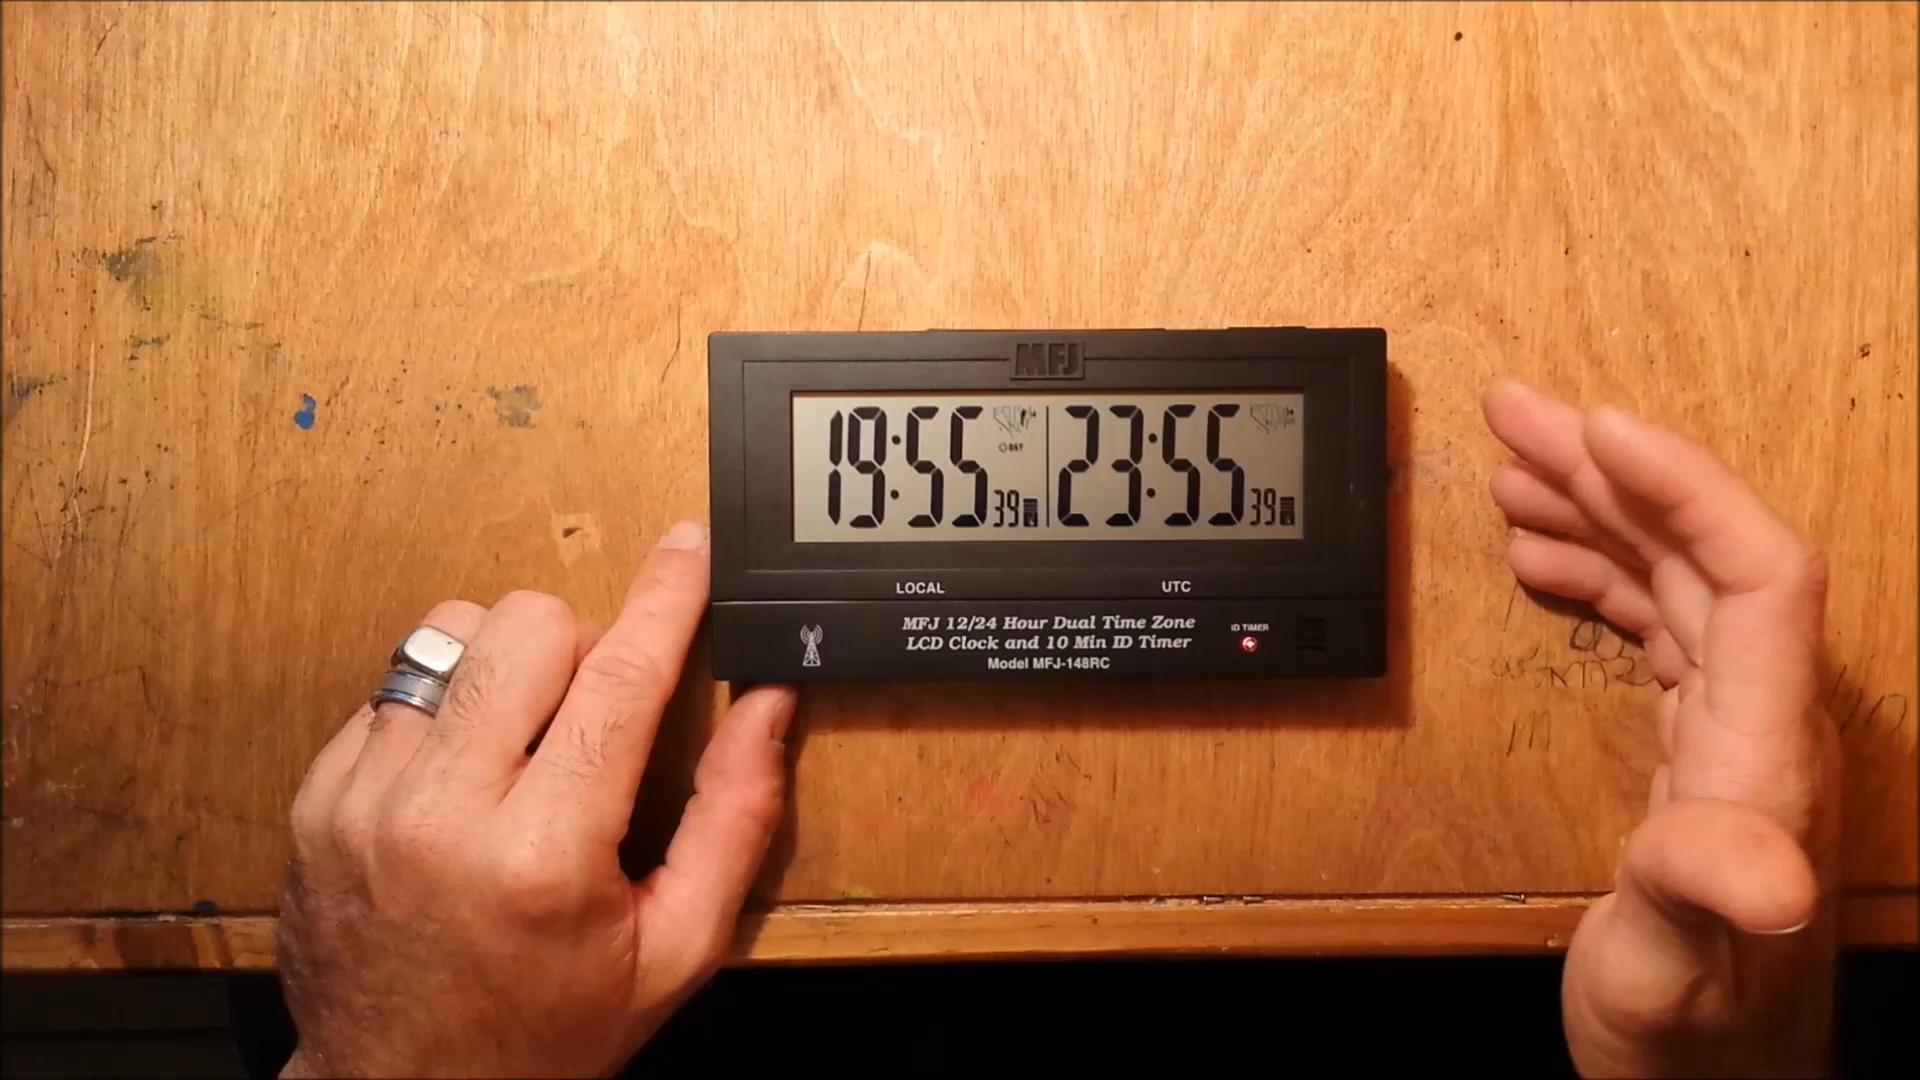 MFJ
19:55 39
DST
23:55 39
LOCAL
UTC
MFJ 12/24 Hour Dual Time Zone
LCD Clock and 10 Min ID Timer
Model MFJ-148RC
ID TIMER